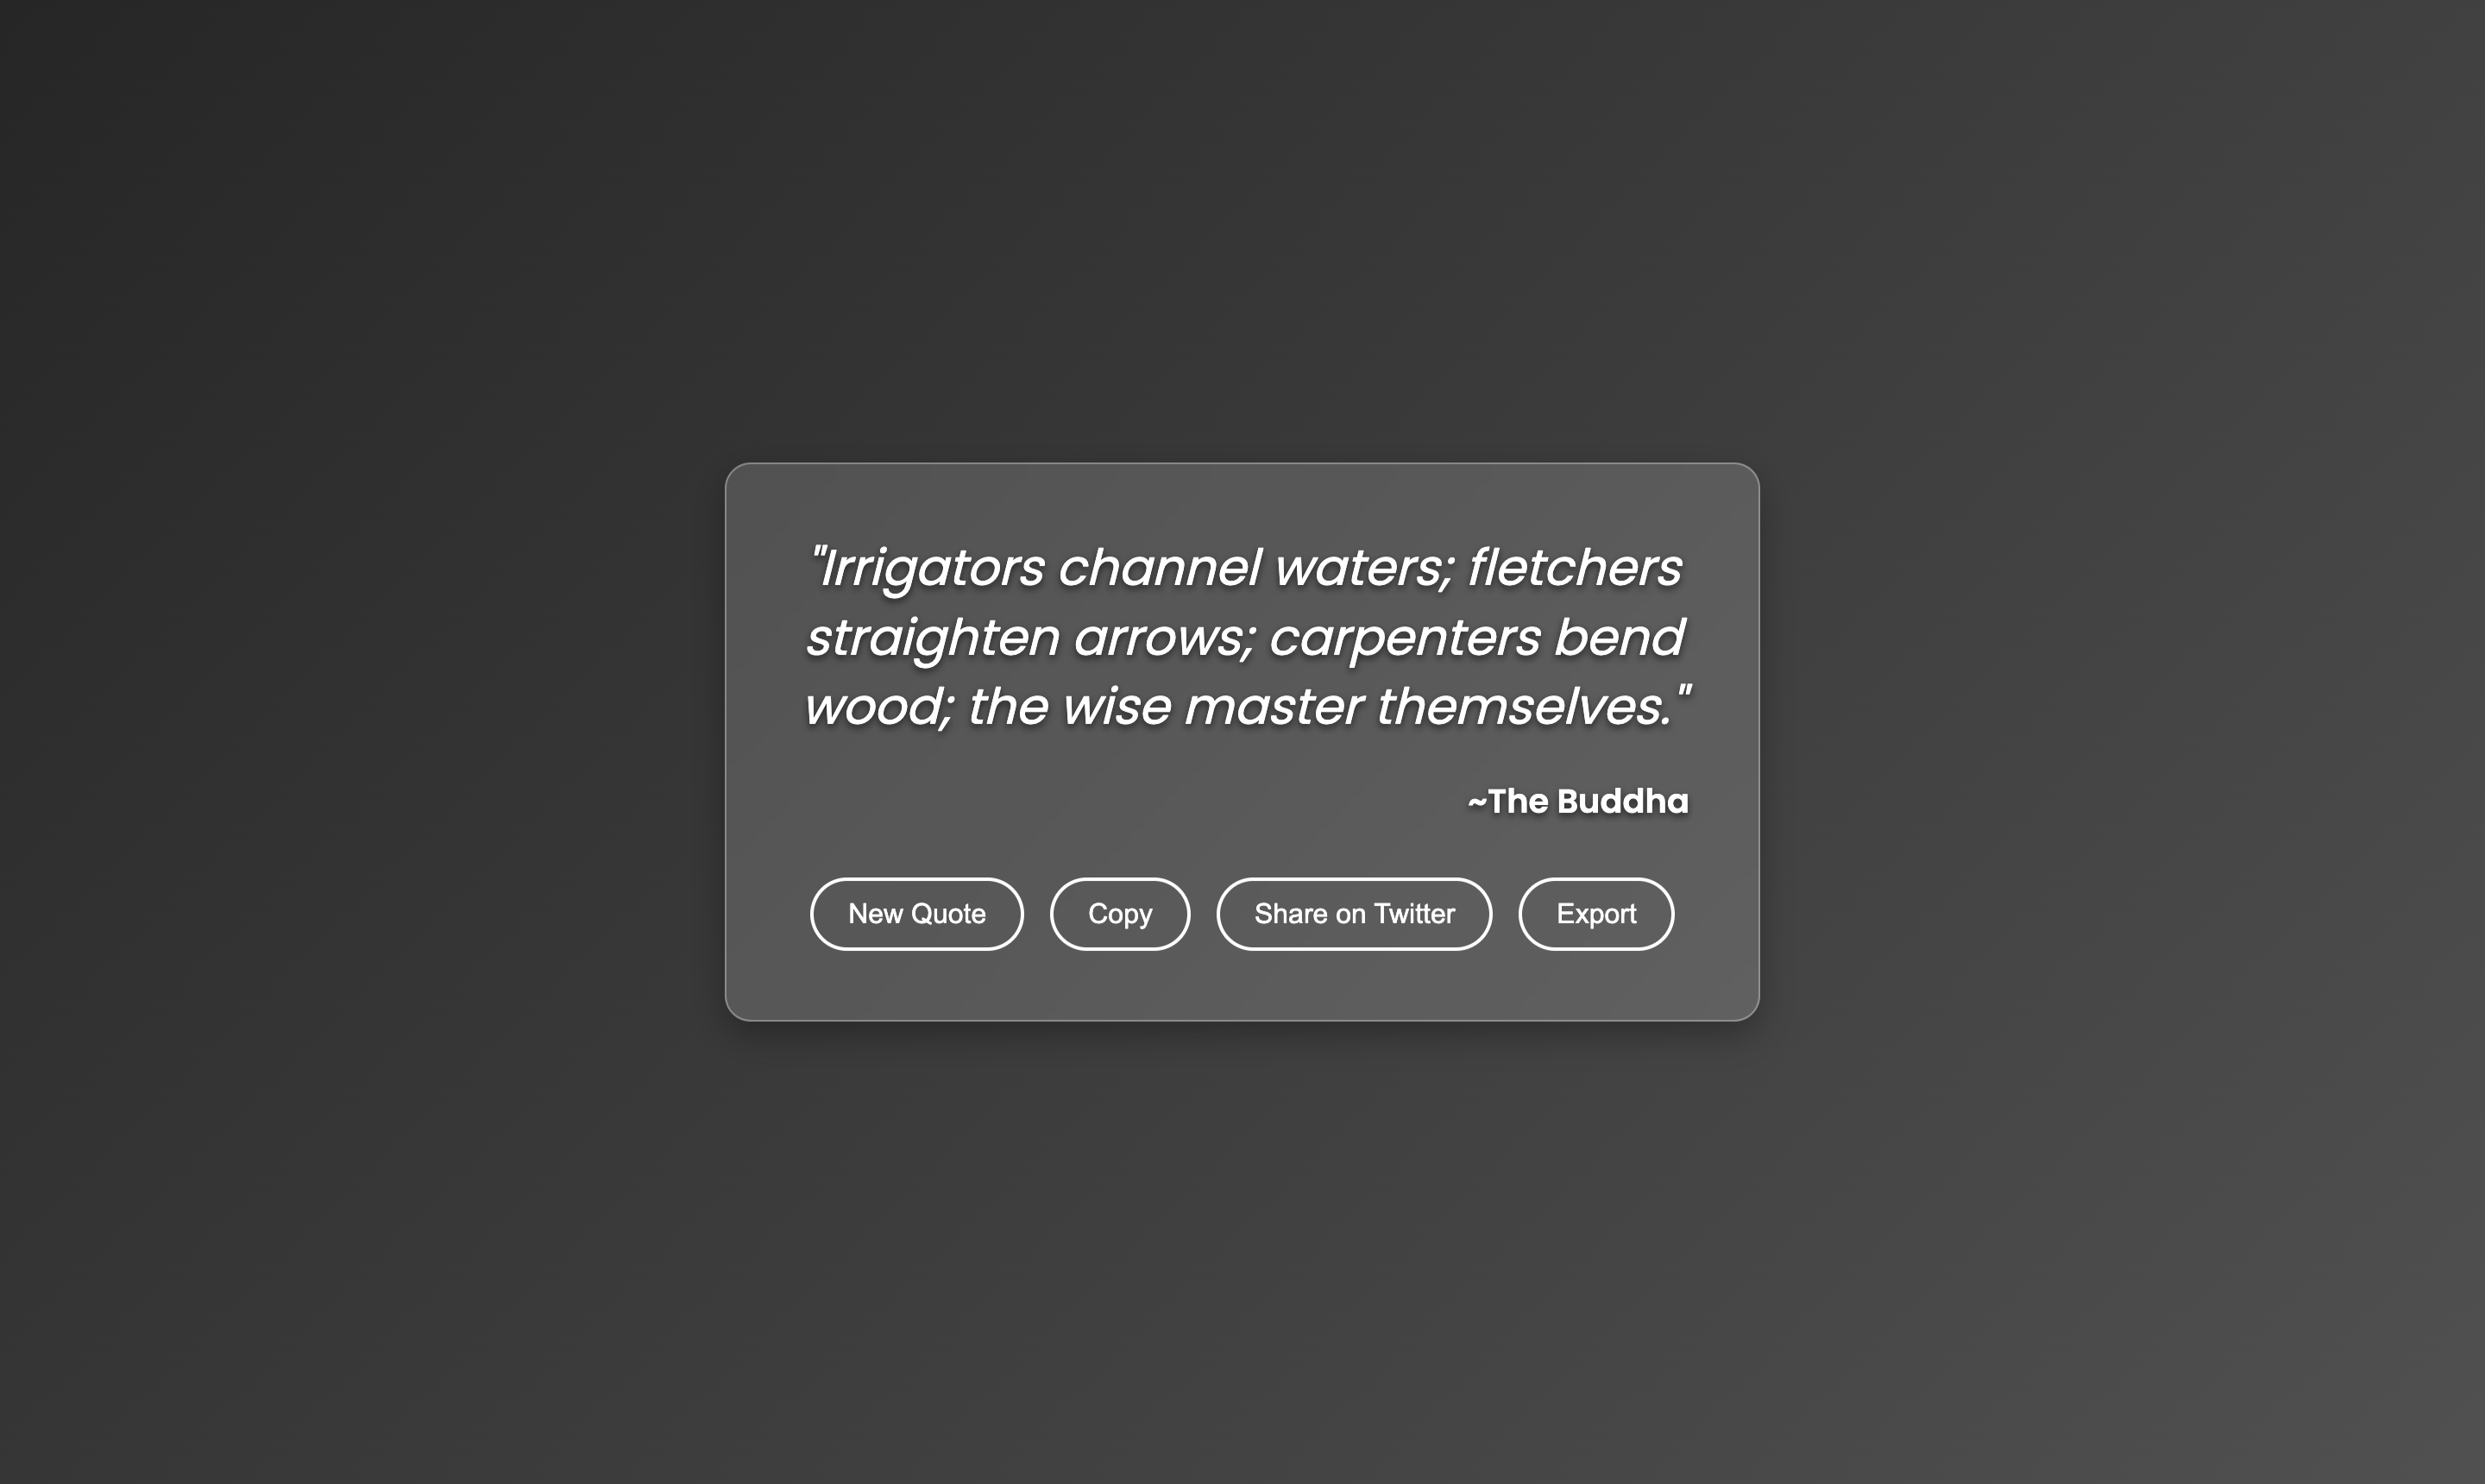 "Irrigators channel waters; fletchers
straighten arrows; carpenters bend
wood; the wise master themselves."
~The Buddha
New Quote
Copy
Share on Twitter
Export